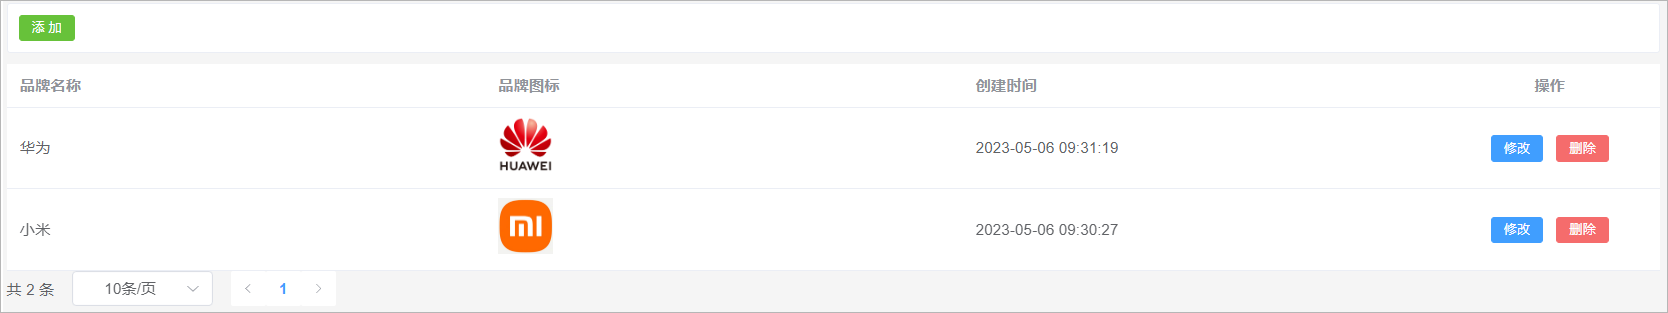 添加
品牌名称 品牌图标 创建时间 操作
华为 HUAWEI 2023-05-06 09:31:19 修改 删除
小米 mi 2023-05-06 09:30:27 修改 删除
共 2 条 10条/页 1